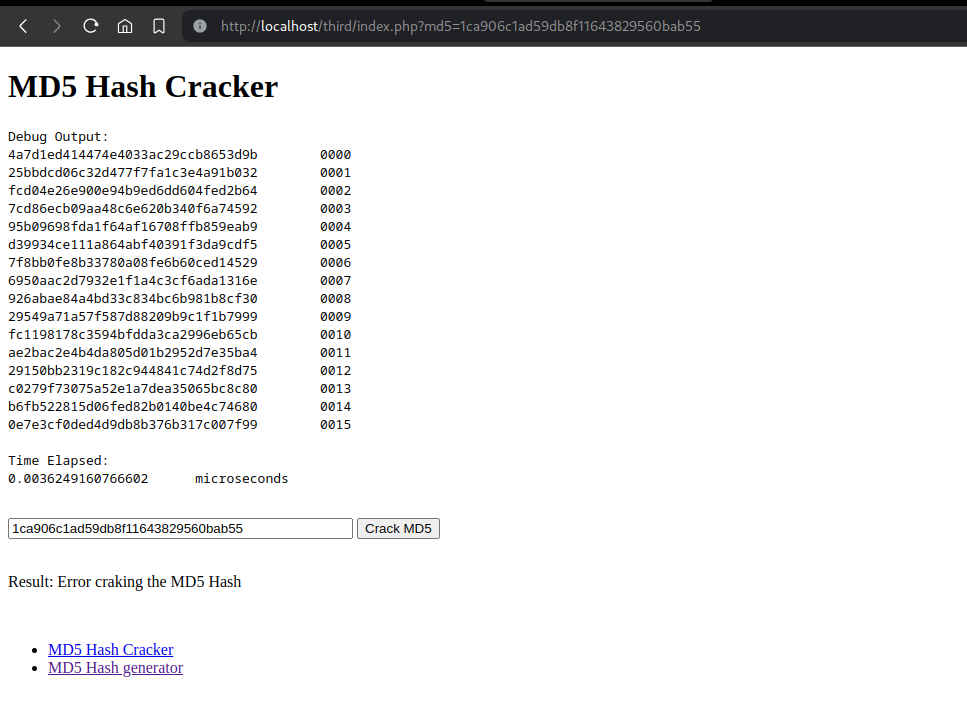 http://localhost/third/index.php?md5=1ca906c1ad59db8f11643829560bab55
MD5 Hash Cracker
Debug Output:
4a7d1ed414474e4033ac29ccb8653d9b 0000
25bbdcd06c32d477f7fa1c3e4a91b032 0001
fcd04e26e900e94b9ed6dd604fed2b64 0002
7cd86ecb09aa48c6e620b340f6a74592 0003
95b09698fda1f64af16708ffb859eab9 0004
d39934ce111a864abf40391f3da9cdf5 0005
7f8bb0fe8b33780a08fe6b60ced14529 0006
6950aac2d7932e1f1a4c3cf6ada1316e 0007
926abae84a4bd33c834bc6b981b8cf30 0008
29549a71a57f587d88209b9c1f1b7999 0009
fc1198178c3594bfdda3ca2996eb65cb 0010
ae2bac2e4b4da805d01b2952d7e35ba4 0011
29150bb2319c182c944841c74d2f8d75 0012
c0279f73075a52e1a7dea35065bc8c80 0013
b6fb522815d06fed82b0140be4c74680 0014
0e7e3cf0ded4d9db8b376b317c007f99 0015
Time Elapsed:
0.0036249160766602 microseconds
1ca906c1ad59db8f11643829560bab55 Crack MD5
Result: Error craking the MD5 Hash
MD5 Hash Cracker
MD5 Hash generator